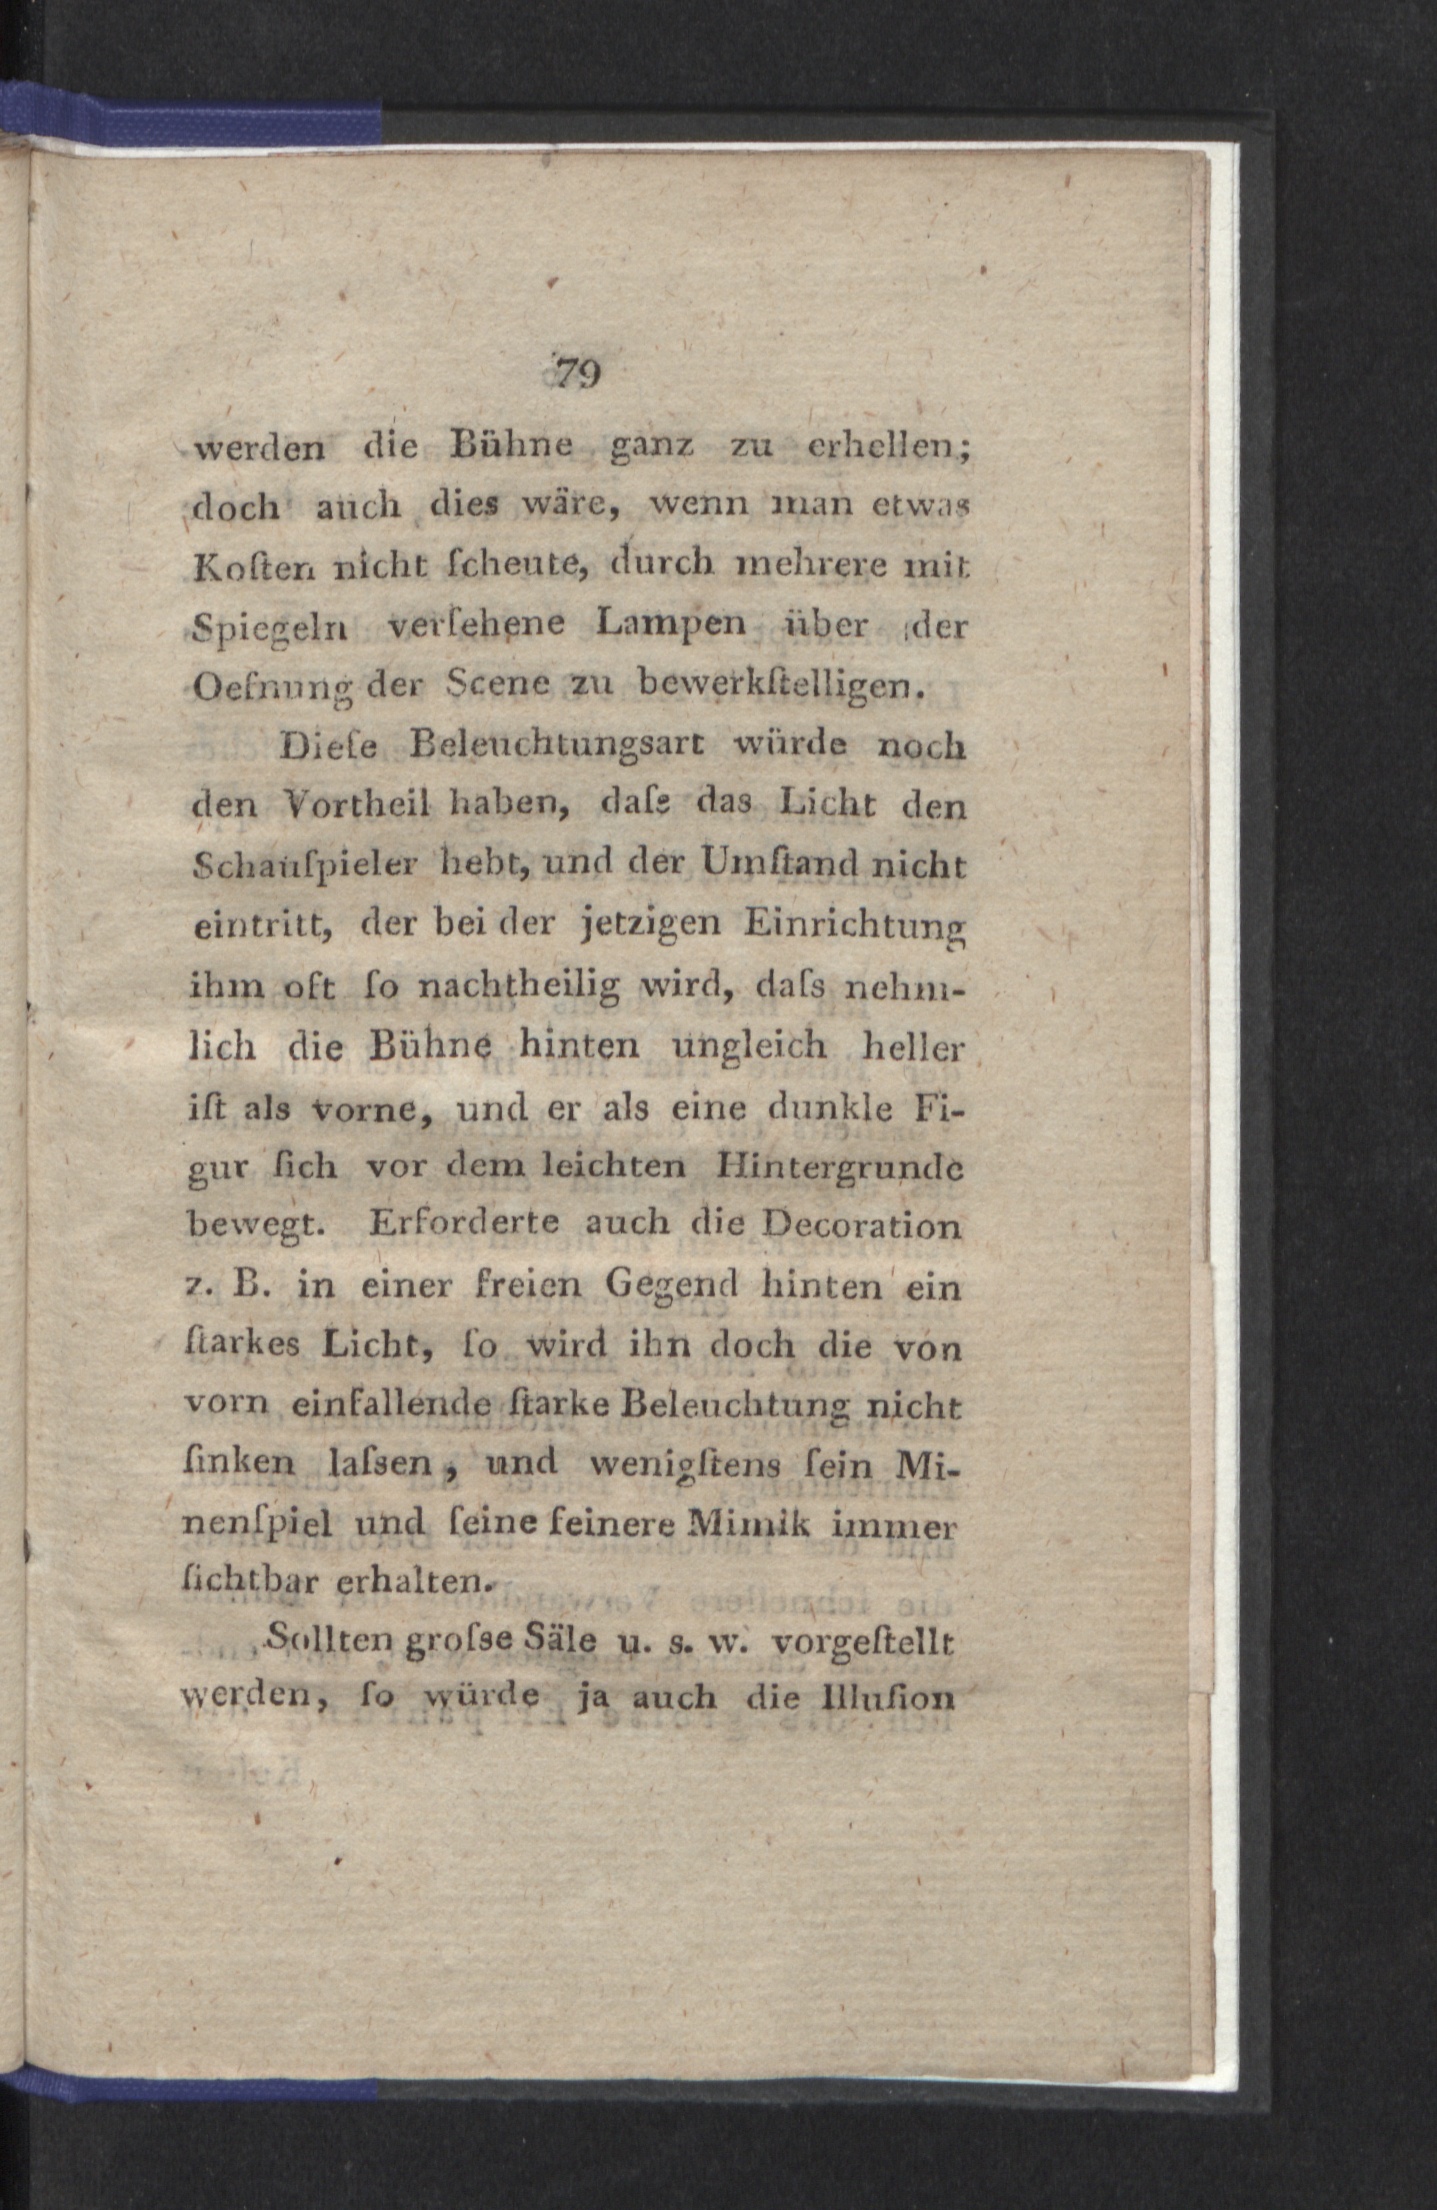 79
werden die Bühne ganz zu erhellen;
doch auch dies wäre, wenn man etwas
Koſten nicht ſcheute, durch mehrere mit
Spiegeln verſehene Lampen über der
Oefnung der Scene zu bewerkſtelligen.
Dieſe Beleuchtungsart würde noch
den Vortheil haben, daſs das Licht den
Schauſpieler hebt, und der Umſtand nicht
eintritt, der bei der jetzigen Einrichtung
ihm oft ſo nachtheilig wird, daſs nehm-
lich die Bühne hinten ungleich heller
iſt als vorne, und er als eine dunkle Fi-
gur ſich vor dem leichten Hintergrunde
bewegt. Erforderte auch die Decoration
z. B. in einer freien Gegend hinten ein
ſtarkes Licht, ſo wird ihn doch die von
vorn einfallende ſtarke Beleuchtung nicht
ſinken laſsen, und wenigſtens ſein Mi-
nenſpiel und ſeine feinere Mimik immer
ſichtbar erhalten.
Sollten groſse Säle u. s. w. vorgeſtellt
werden, ſo würde ja auch die Illuſion